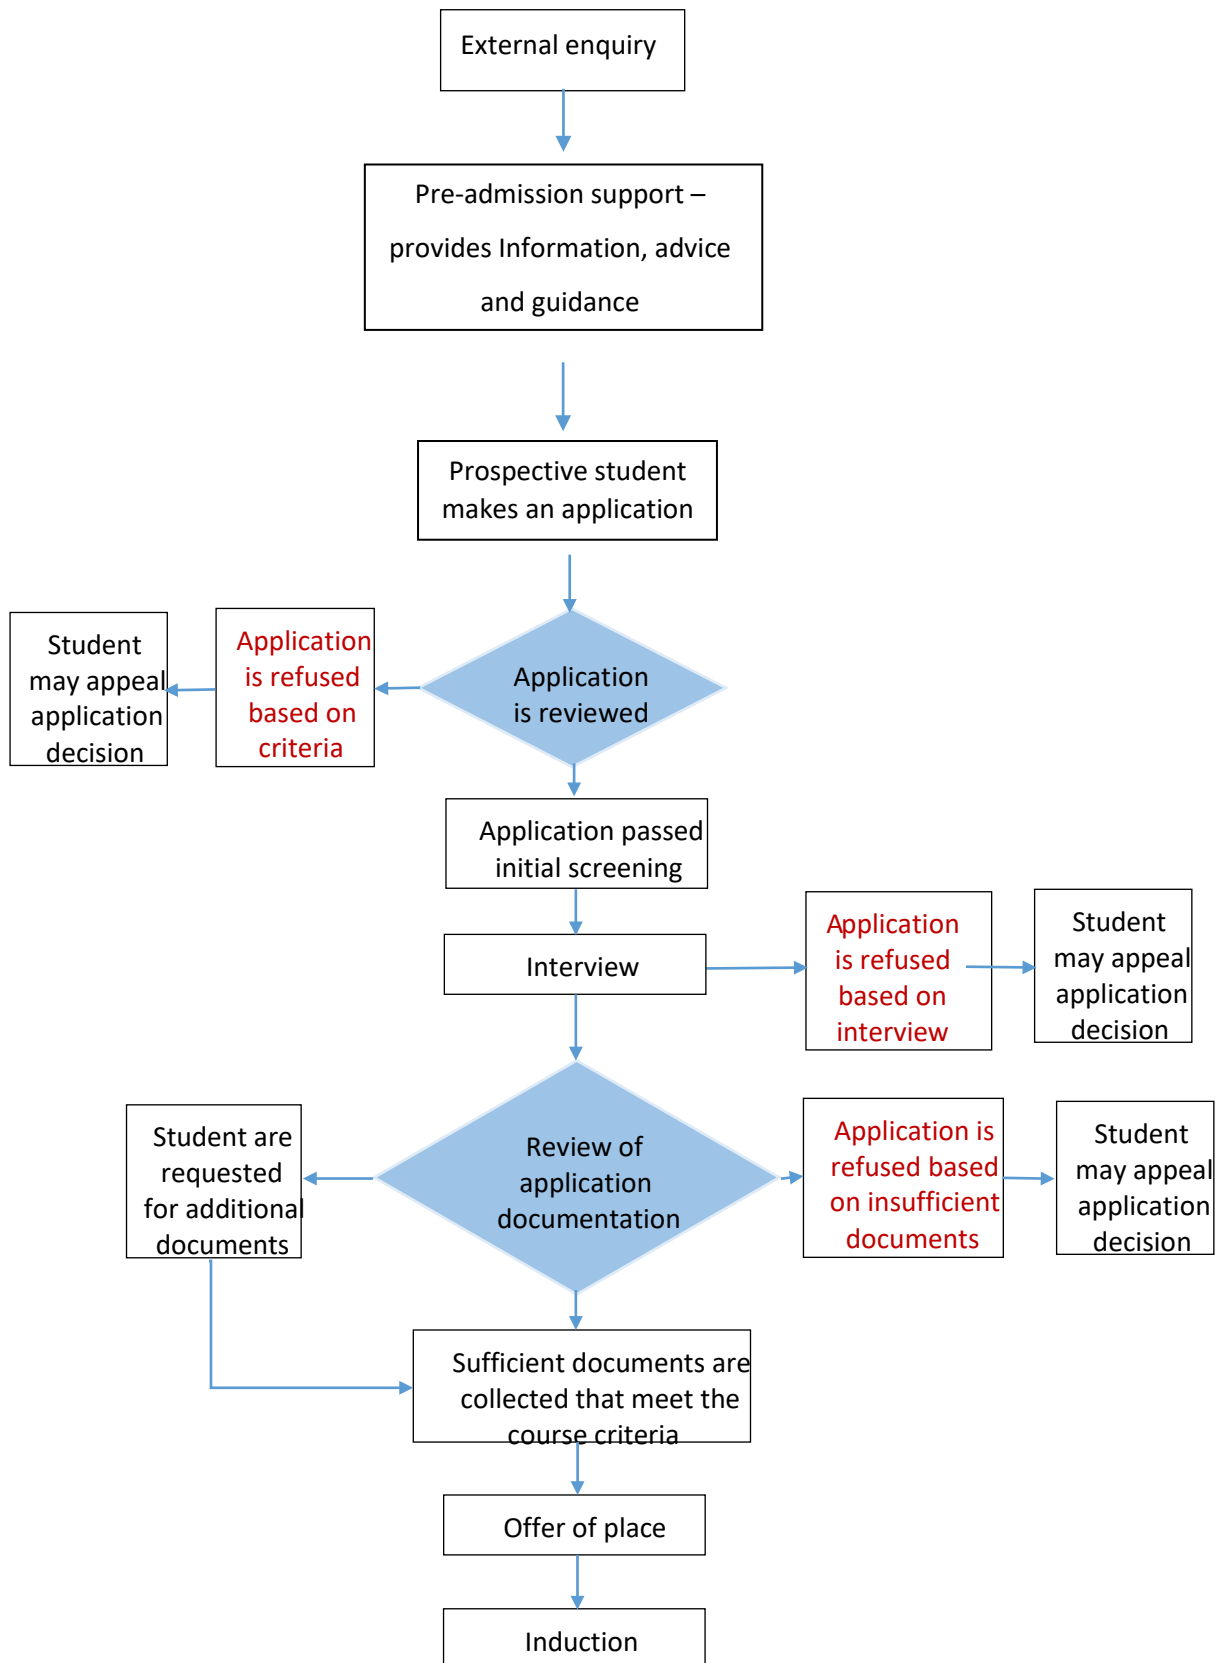 External enquiry
Pre-admission support –
provides Information, advice
and guidance
Prospective student
makes an application
Student
may appeal
application
decision
Application
is refused
based on
criteria
Application
is reviewed
Application passed
initial screening
Interview
Application
is refused
based on
interview
Student
may appeal
application
decision
Student are
requested
for additional
documents
Review of
application
documentation
Application is
refused based
on insufficient
documents
Student
may appeal
application
decision
Sufficient documents are
collected that meet the
course criteria
Offer of place
Induction